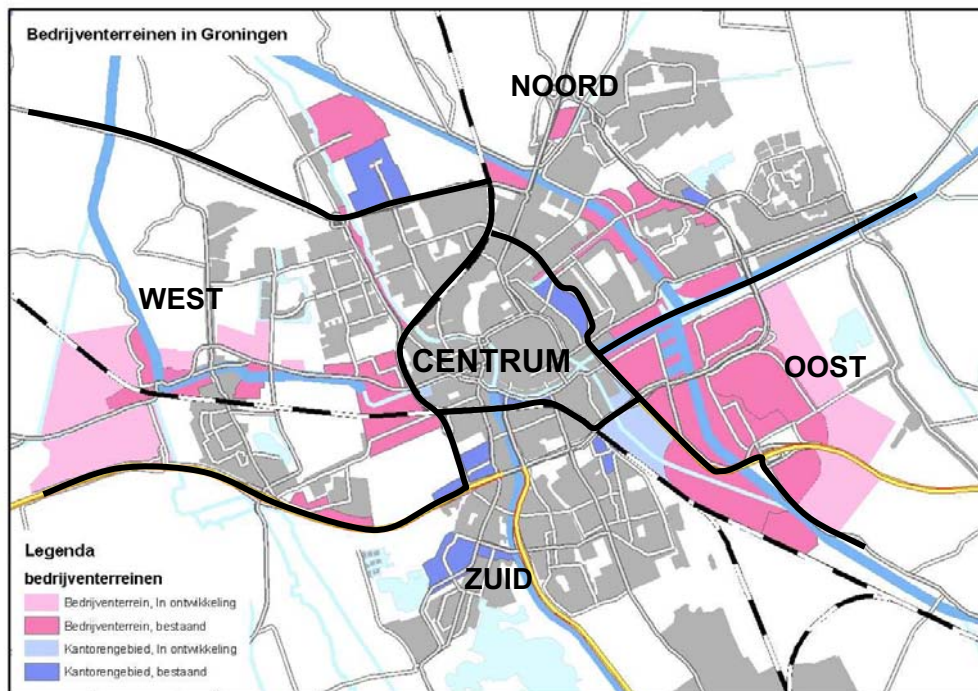 Bedrijventerreinen in Groningen
NOORD
WEST
CENTRUM
OOST
ZUID
Legenda
bedrijventerreinen
Bedrijventerrein, In ontwikkeling
Bedrijventerrein, bestaand
Kantorengebied, In ontwikkeling
Kantorengebied, bestaand